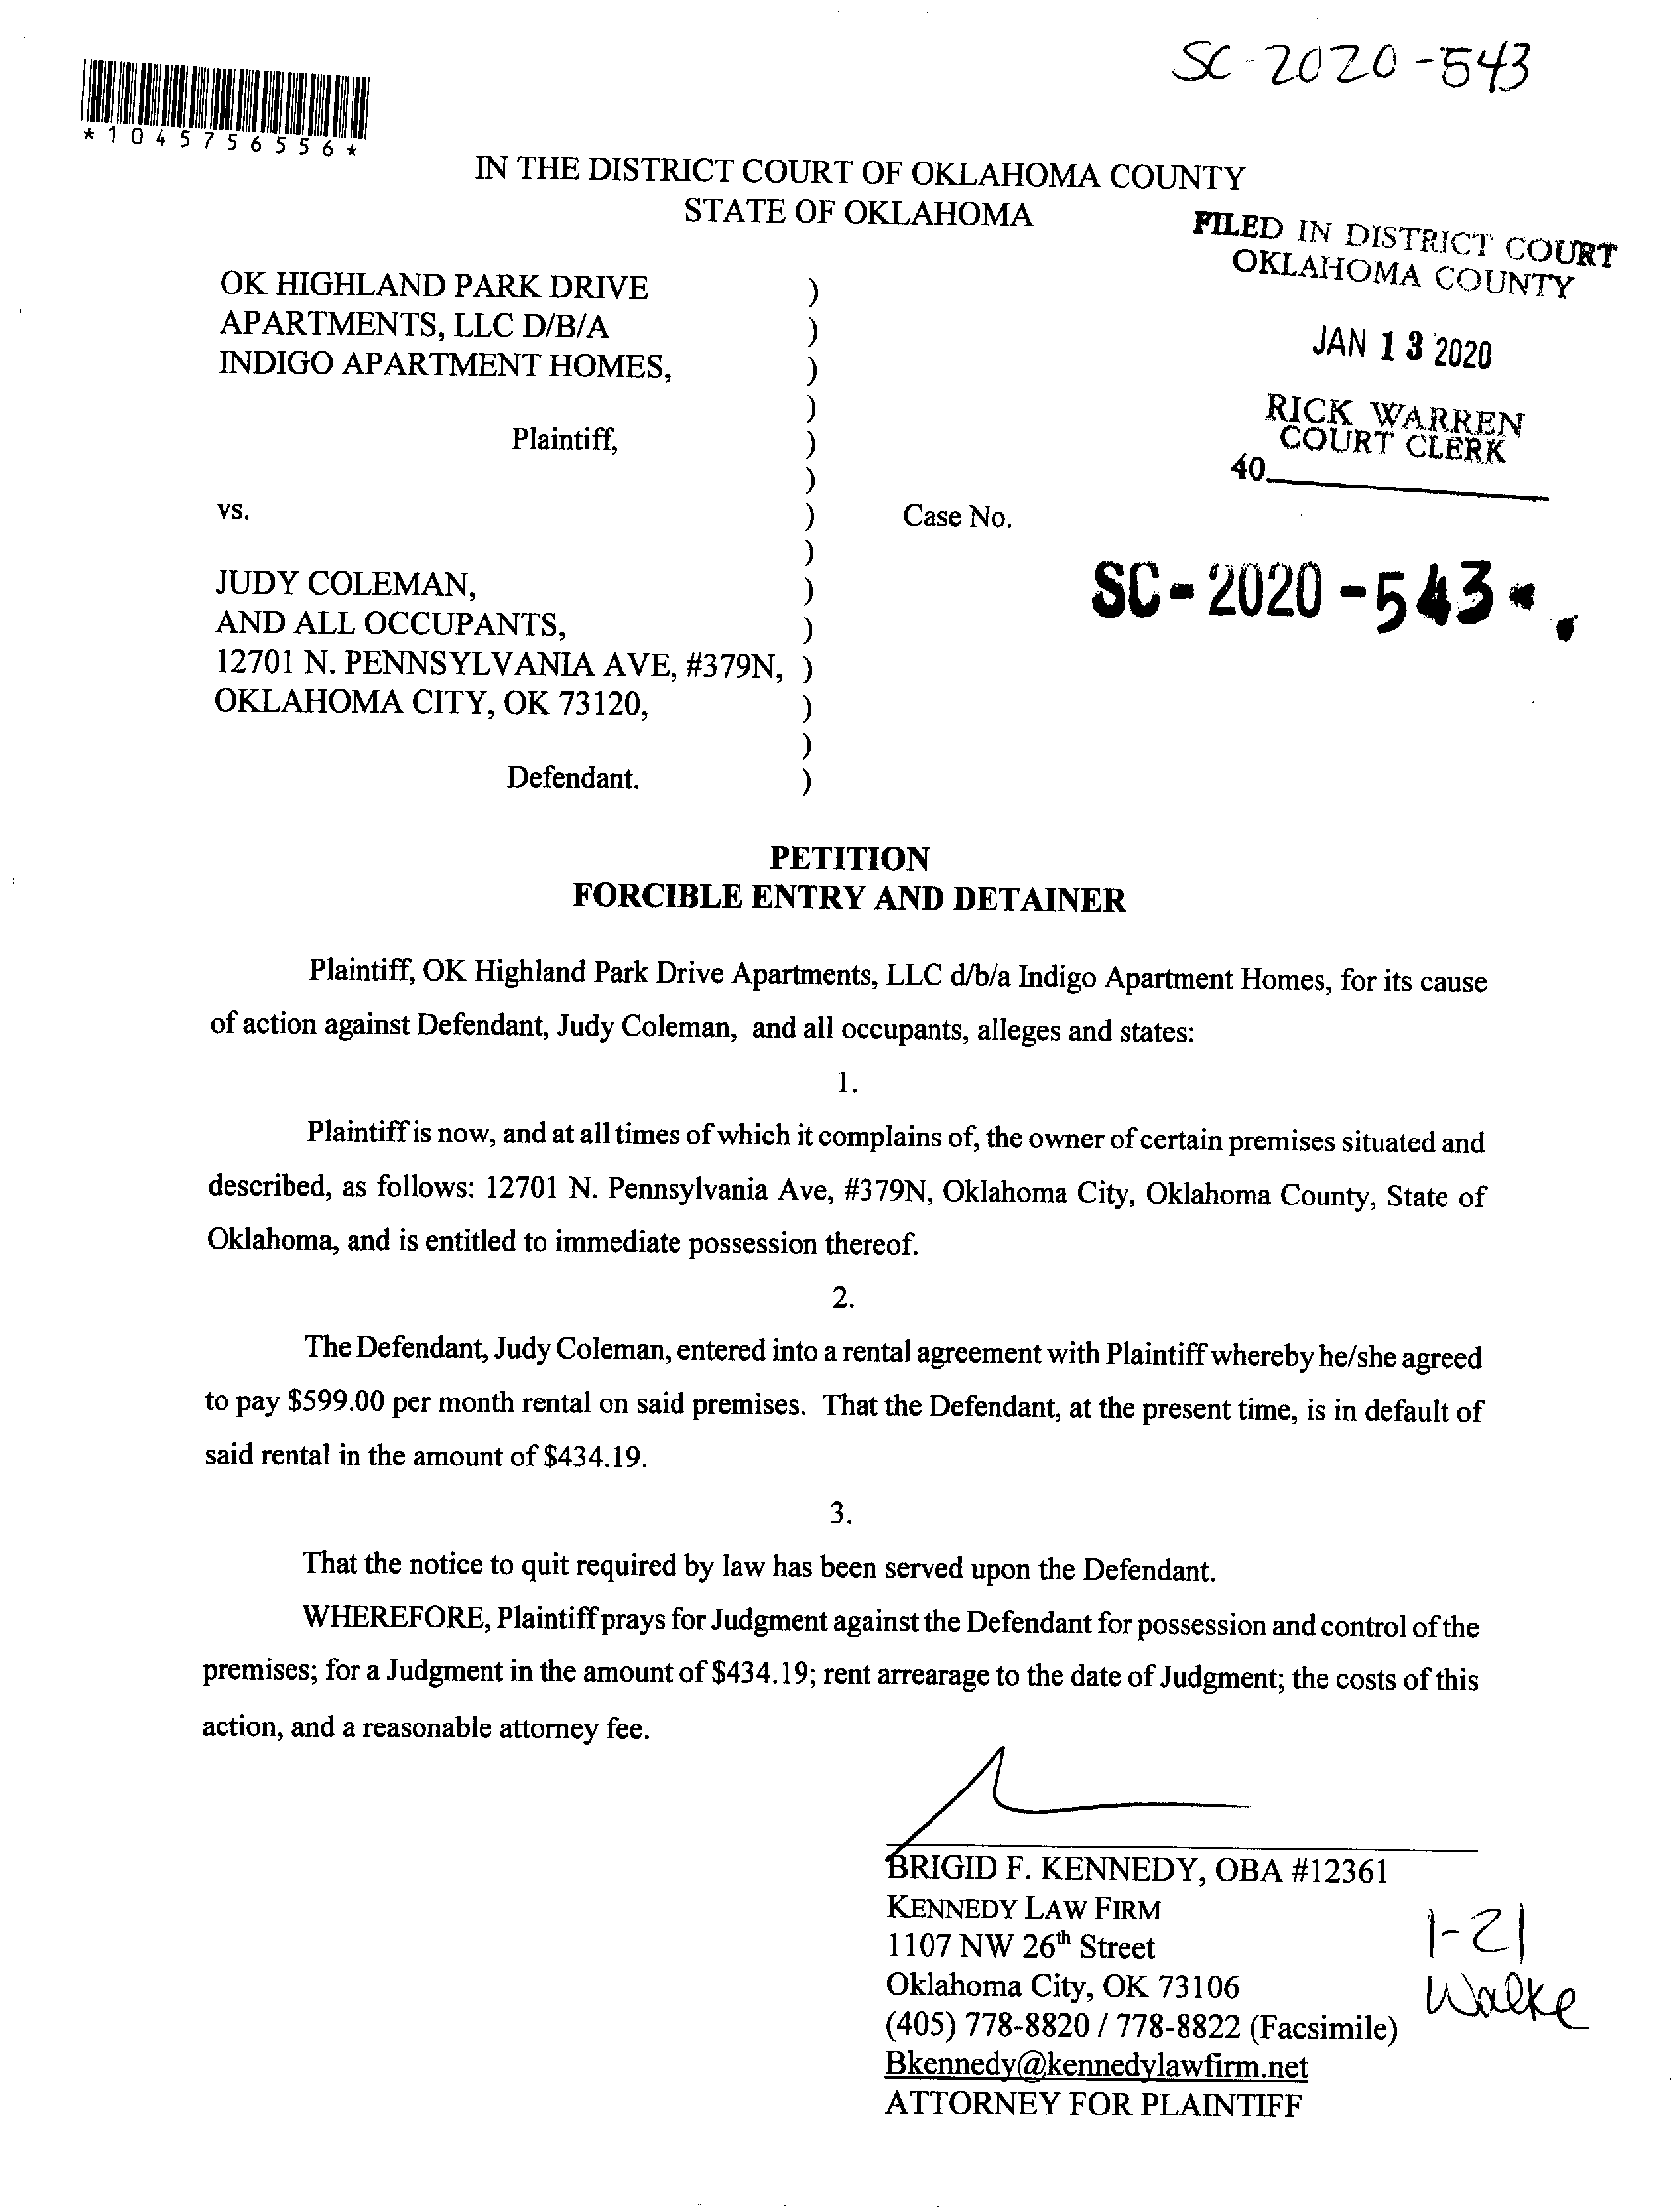 SC-2020-543
*1045756556*
IN THE DISTRICT COURT OF OKLAHOMA COUNTY
STATE OF OKLAHOMA
FILED IN DISTRICT COURT
OKLAHOMA COUNTY
JAN 13 2020
RICK WARREN
COURT CLERK
40
OK HIGHLAND PARK DRIVE )
APARTMENTS, LLC D/B/A )
INDIGO APARTMENT HOMES, )
)
Plaintiff, )
)
vs. ) Case No.
)
SC-2020-543
JUDY COLEMAN, )
AND ALL OCCUPANTS, )
12701 N. PENNSYLVANIA AVE, #379N, )
OKLAHOMA CITY, OK 73120, )
)
Defendant. )
PETITION
FORCIBLE ENTRY AND DETAINER
Plaintiff, OK Highland Park Drive Apartments, LLC d/b/a Indigo Apartment Homes, for its cause
of action against Defendant, Judy Coleman, and all occupants, alleges and states:
1.
Plaintiff is now, and at all times of which it complains of, the owner of certain premises situated and
described, as follows: 12701 N. Pennsylvania Ave, #379N, Oklahoma City, Oklahoma County, State of
Oklahoma, and is entitled to immediate possession thereof.
2.
The Defendant, Judy Coleman, entered into a rental agreement with Plaintiff whereby he/she agreed
to pay $599.00 per month rental on said premises. That the Defendant, at the present time, is in default of
said rental in the amount of $434.19.
3.
That the notice to quit required by law has been served upon the Defendant.
WHEREFORE, Plaintiff prays for Judgment against the Defendant for possession and control of the
premises; for a Judgment in the amount of $434.19; rent arrearage to the date of Judgment; the costs of this
action, and a reasonable attorney fee.
BRIGID F. KENNEDY, OBA #12361
KENNEDY LAW FIRM
1107 NW 26th Street
Oklahoma City, OK 73106
(405) 778-8820 / 778-8822 (Facsimile)
Bkennedy@kennedylawfirm.net
ATTORNEY FOR PLAINTIFF
1-21
Walke